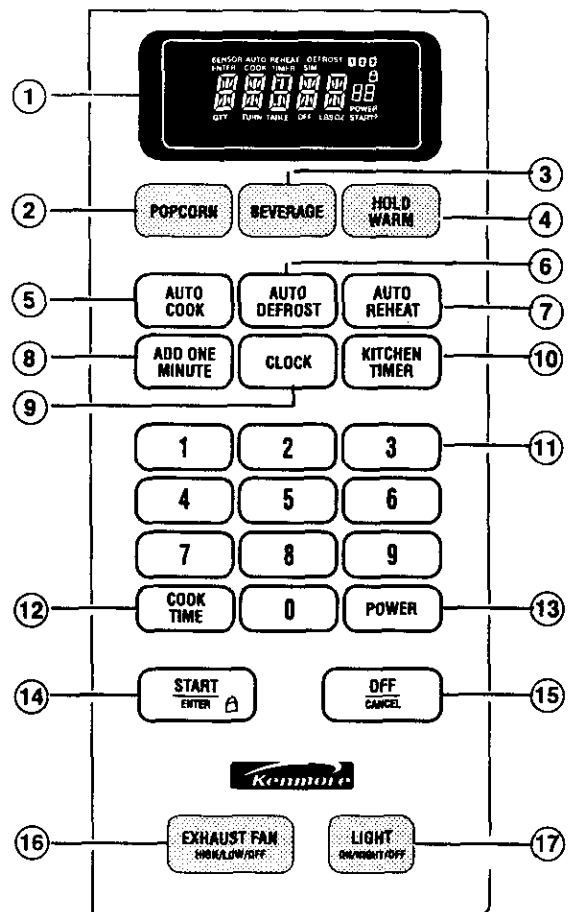 SENSOR AUTO REHEAT DEFROST
ENTER COOK TIMER SIM
88
POWER
QTY TURN TABLE OFF LBS OZ START?
1
2 POPCORN BEVERAGE 3 HOLD WARM 4
5 AUTO COOK AUTO DEFROST 6 AUTO REHEAT 7
8 ADD ONE MINUTE CLOCK 9 KITCHEN TIMER 10
1 2 3 11
4 5 6
7 8 9
12 COOK TIME 0 POWER 13
14 START ENTER OFF CANCEL 15
Kenmore
16 EXHAUST FAN HIGH/LOW/OFF LIGHT ON/NIGHT/OFF 17